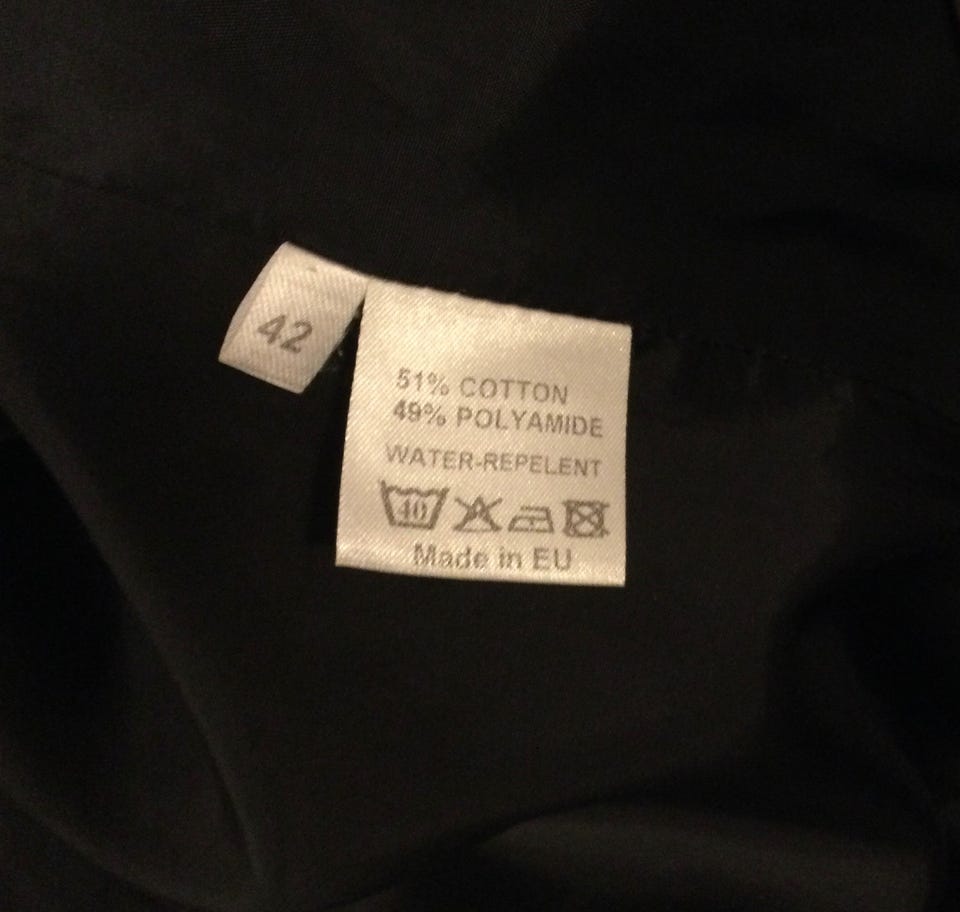 42
51% COTTON
49% POLYAMIDE
WATER-REPELENT
40
Made in EU